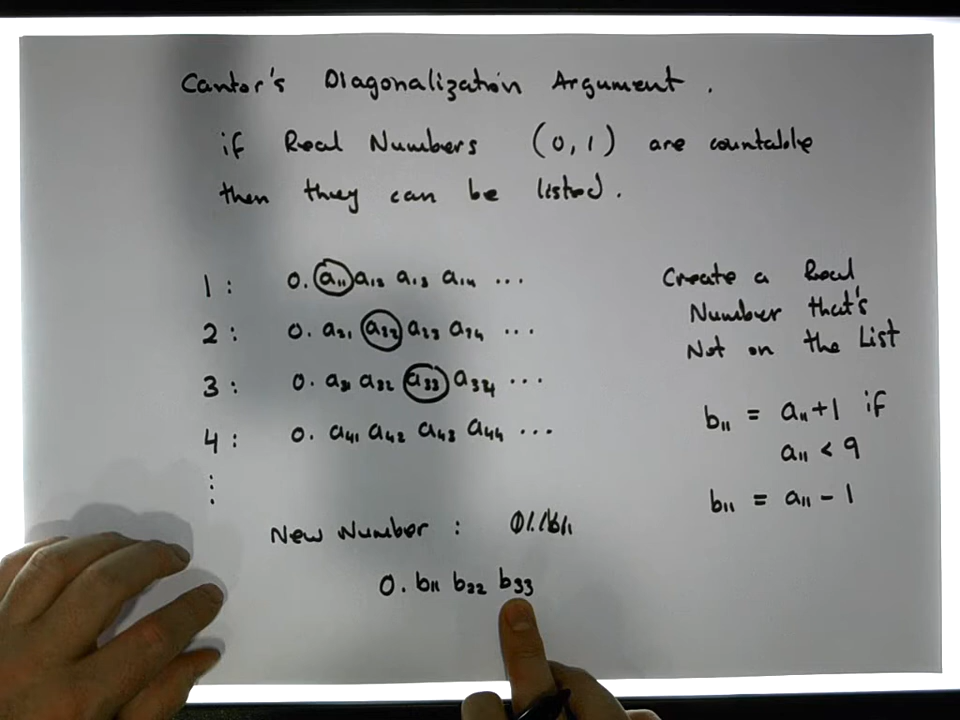 Cantor's Diagonalization Argument.
if Real Numbers (0,1) are countable
then they can be listed.
1: 0. a₁₁ a₁₂ a₁₃ a₁₄ ...
2: 0. a₂₁ a₂₂ a₂₃ a₂₄ ...
3: 0. a₃₁ a₃₂ a₃₃ a₃₄ ...
4: 0. a₄₁ a₄₂ a₄₃ a₄₄ ...
⋮
New Number:
0. b₁₁ b₂₂ b₃₃
Create a Real
Number that's
Not on the List
b₁₁ = a₁₁+1 if
a₁₁ < 9
b₁₁ = a₁₁ - 1